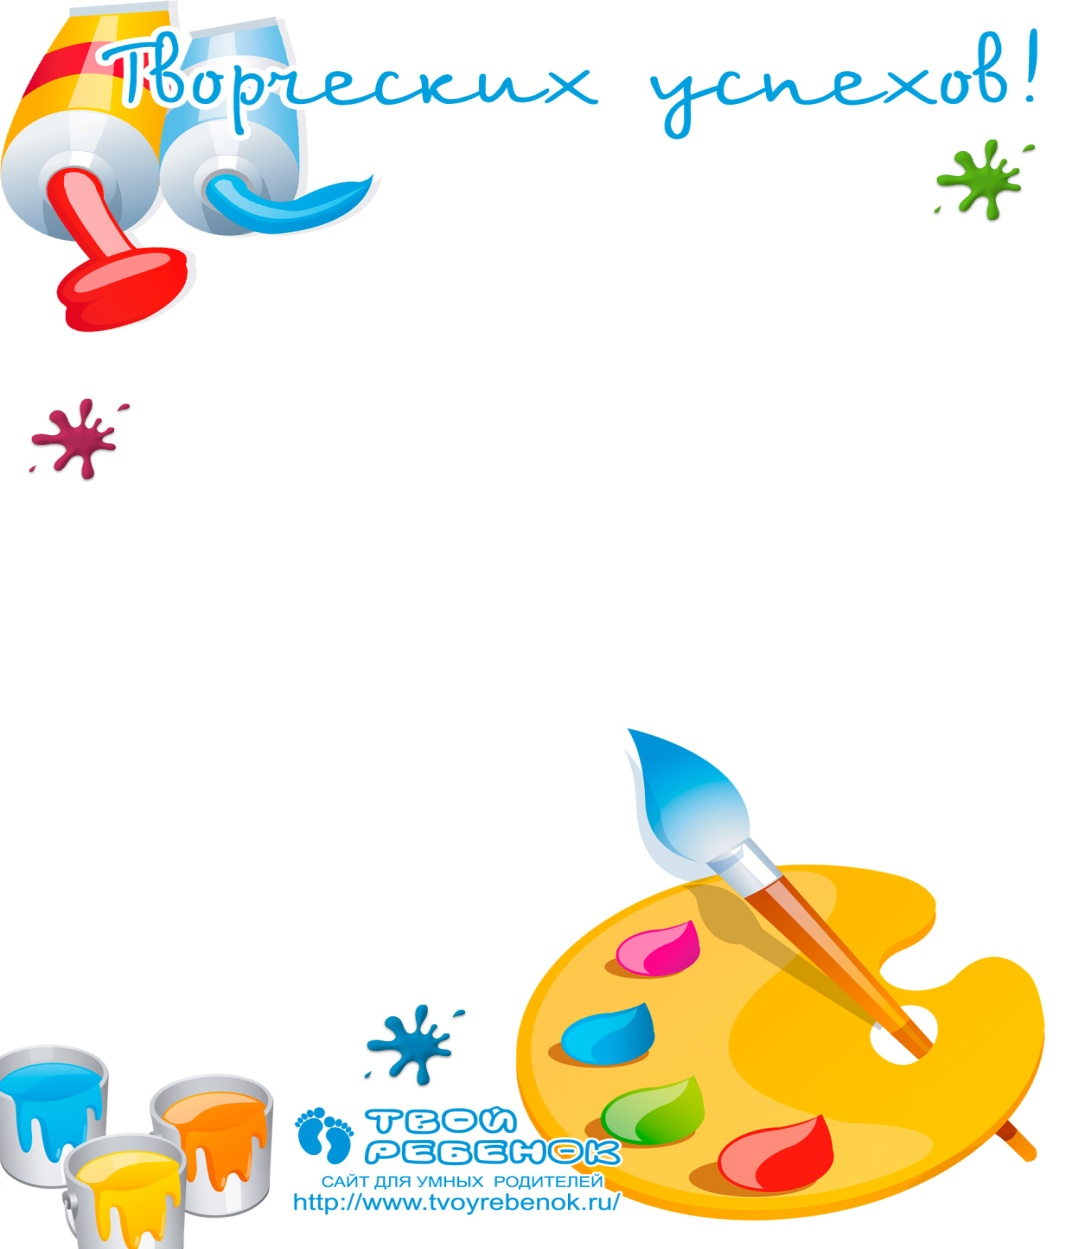 Творческих успехов!
ТВОЙ
РЕБЕНОК
САЙТ ДЛЯ УМНЫХ РОДИТЕЛЕЙ
http://www.tvoyrebenok.ru/